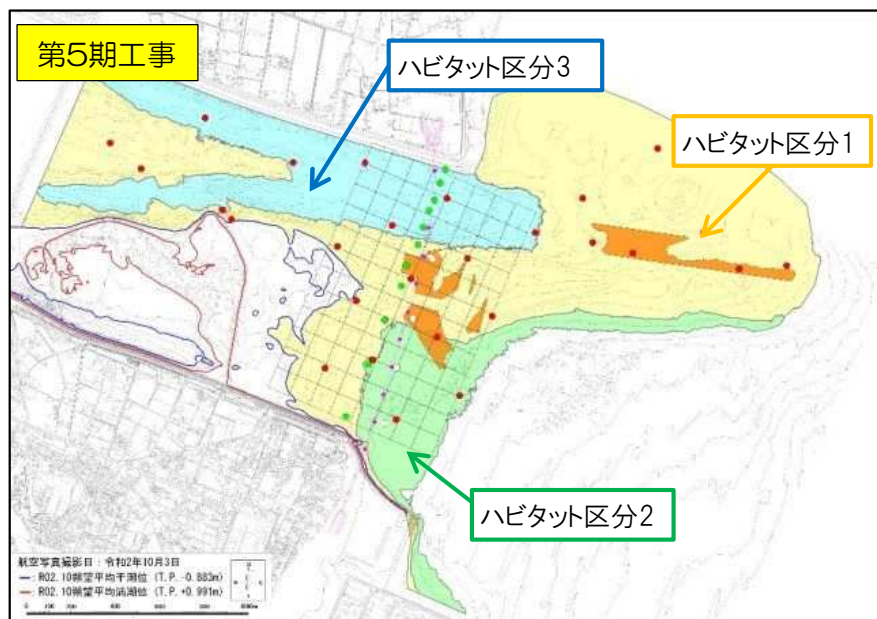 第5期工事
ハビタット区分3
ハビタット区分1
ハビタット区分2
航空写真撮影日：令和2年10月3日
R02.10朔望平均干潮位 (T.P.-0.883m)
R02.10朔望平均満潮位 (T.P.+0.991m)